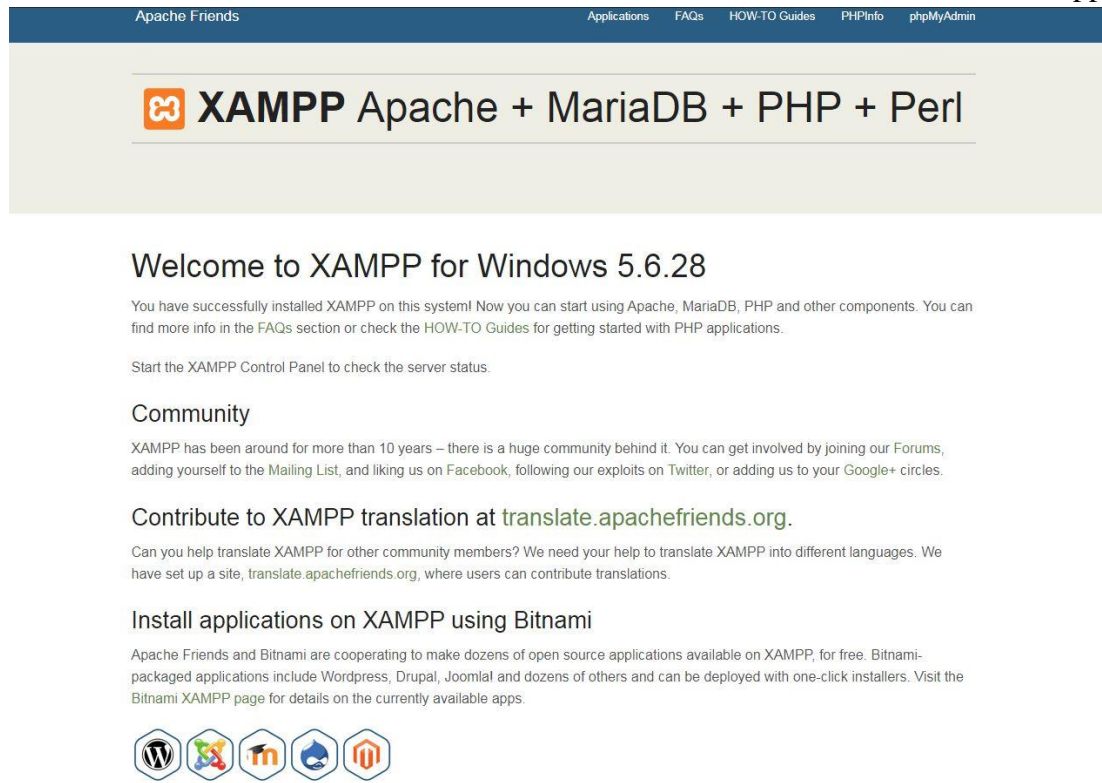 Apache Friends
Applications FAQs HOW-TO Guides PHPInfo phpMyAdmin
XAMPP Apache + MariaDB + PHP + Perl
Welcome to XAMPP for Windows 5.6.28
You have successfully installed XAMPP on this system! Now you can start using Apache, MariaDB, PHP and other components. You can
find more info in the FAQs section or check the HOW-TO Guides for getting started with PHP applications.
Start the XAMPP Control Panel to check the server status.
Community
XAMPP has been around for more than 10 years – there is a huge community behind it. You can get involved by joining our Forums,
adding yourself to the Mailing List, and liking us on Facebook, following our exploits on Twitter, or adding us to your Google+ circles.
Contribute to XAMPP translation at translate.apachefriends.org.
Can you help translate XAMPP for other community members? We need your help to translate XAMPP into different languages. We
have set up a site, translate.apachefriends.org, where users can contribute translations.
Install applications on XAMPP using Bitnami
Apache Friends and Bitnami are cooperating to make dozens of open source applications available on XAMPP, for free. Bitnami-
packaged applications include Wordpress, Drupal, Joomla! and dozens of others and can be deployed with one-click installers. Visit the
Bitnami XAMPP page for details on the currently available apps.